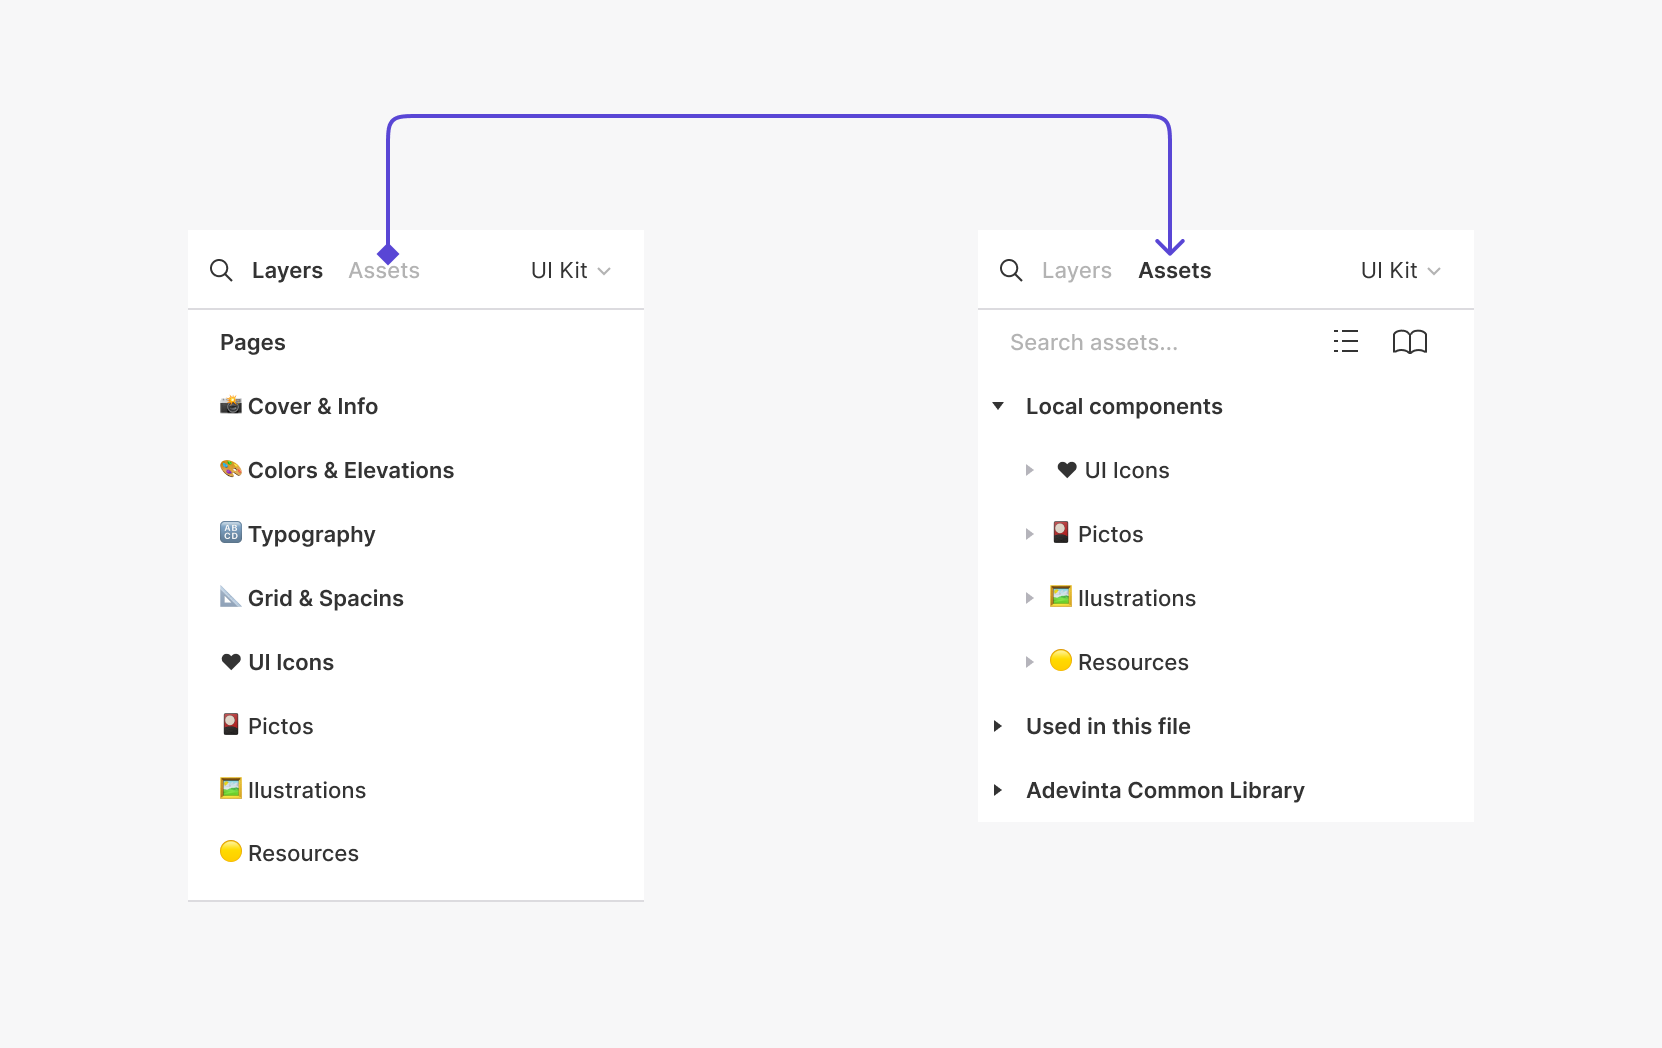 Layers Assets UI Kit
Pages
Cover & Info
Colors & Elevations
ABCD Typography
Grid & Spacins
UI Icons
Pictos
Ilustrations
Resources
Layers Assets UI Kit
Search assets...
Local components
UI Icons
Pictos
Ilustrations
Resources
Used in this file
Adevinta Common Library